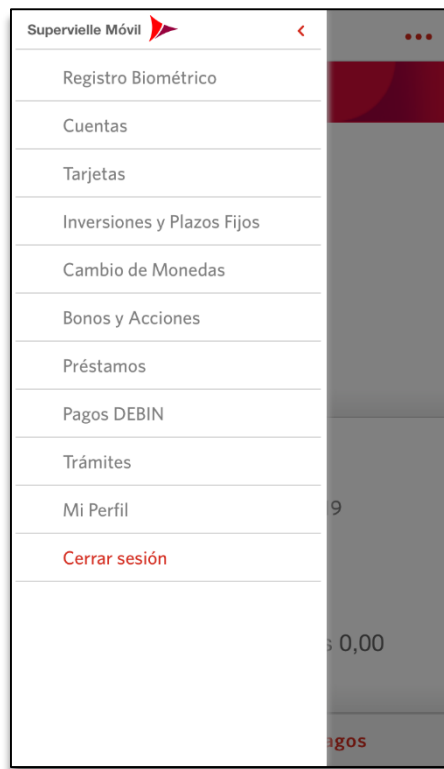 Supervielle Móvil
Registro Biométrico
Cuentas
Tarjetas
Inversiones y Plazos Fijos
Cambio de Monedas
Bonos y Acciones
Préstamos
Pagos DEBIN
Trámites
Mi Perfil
9
Cerrar sesión
0,00
agos